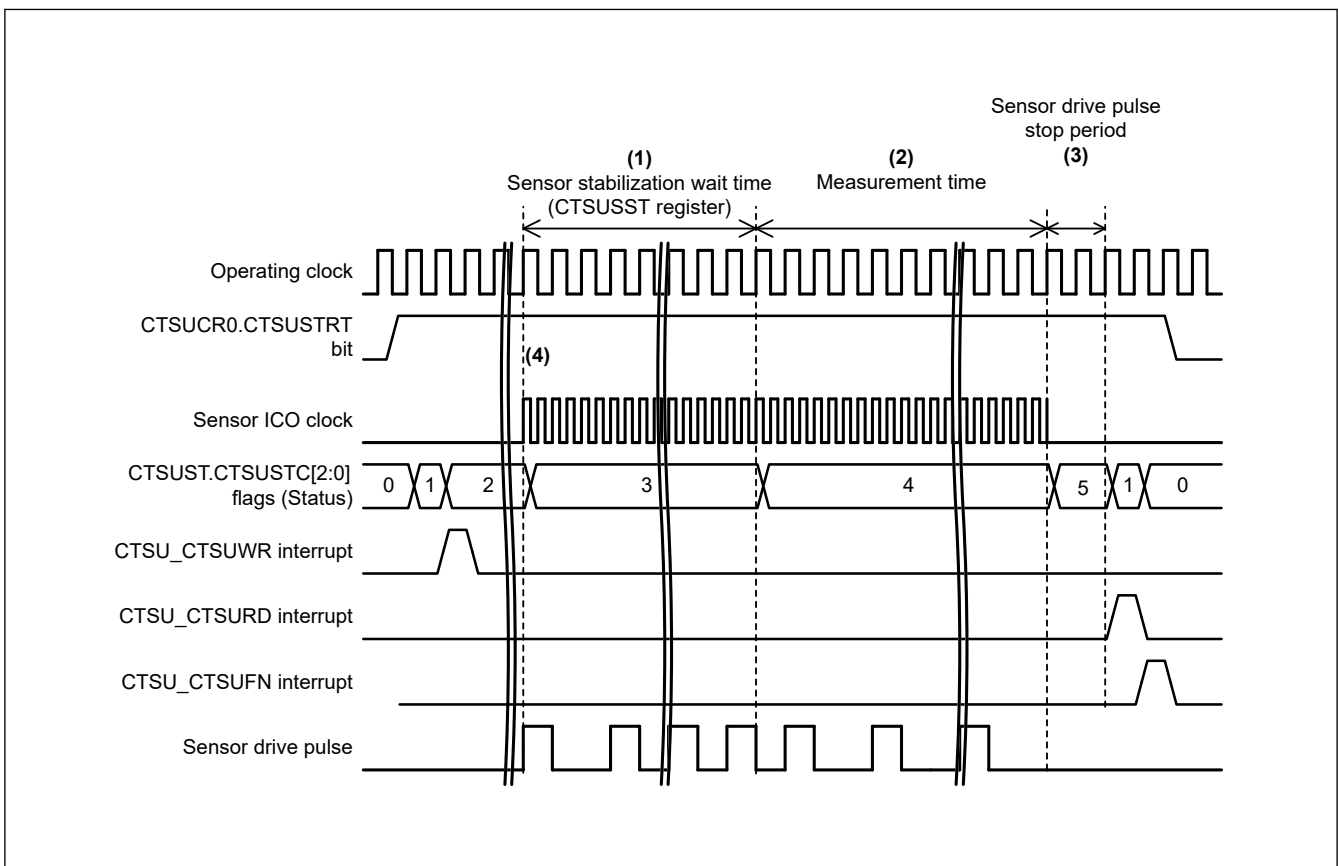 Sensor drive pulse
stop period
(1)
(2)
(3)
Sensor stabilization wait time
(CTSUSST register)
Measurement time
Operating clock
CTSUCR0.CTSUSTRT
bit
(4)
Sensor ICO clock
CTSUST.CTSUSTC[2:0]
flags (Status)
0 1 2 3 4 5 1 0
CTSU_CTSUWR interrupt
CTSU_CTSURD interrupt
CTSU_CTSUFN interrupt
Sensor drive pulse